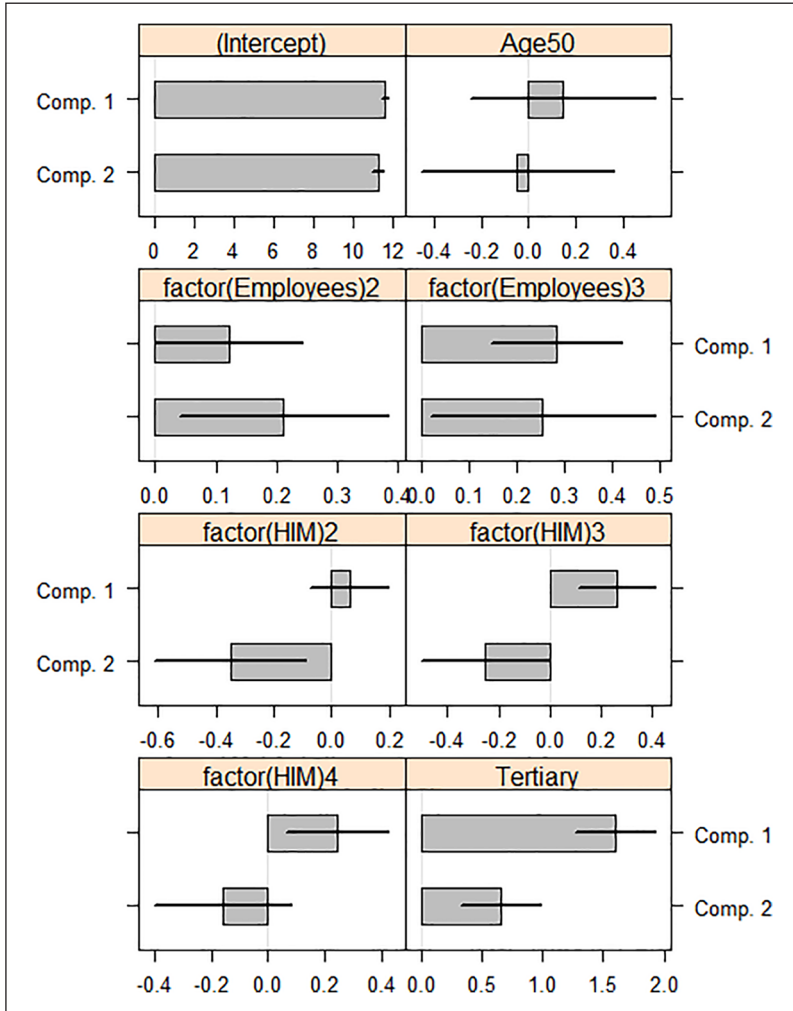 (Intercept) Age50
Comp. 1
Comp. 2
0 2 4 6 8 10 12 -0.4 -0.2 0.0 0.2 0.4
factor(Employees)2 factor(Employees)3
Comp. 1
Comp. 2
0.0 0.1 0.2 0.3 0.4 0.0 0.1 0.2 0.3 0.4 0.5
factor(HIM)2 factor(HIM)3
Comp. 1
Comp. 2
-0.6 -0.4 -0.2 0.0 0.2 -0.4 -0.2 0.0 0.2 0.4
factor(HIM)4 Tertiary
Comp. 1
Comp. 2
-0.4 -0.2 0.0 0.2 0.4 0.0 0.5 1.0 1.5 2.0